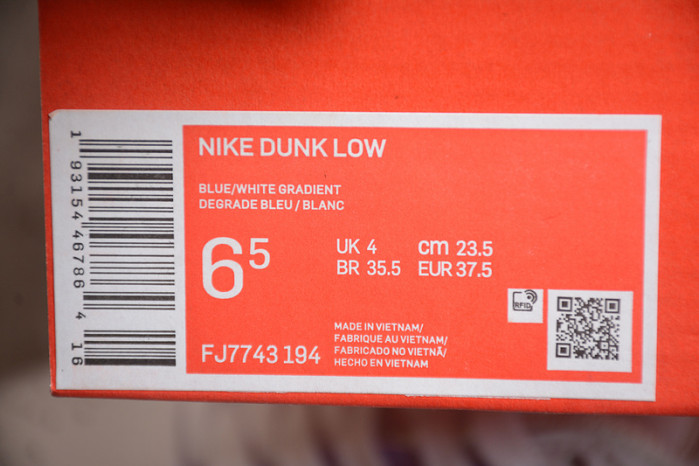 NIKE DUNK LOW
BLUE/WHITE GRADIENT
DEGRADE BLEU / BLANC
6 5
UK 4 cm 23.5
BR 35.5 EUR 37.5
RFID
MADE IN VIETNAM/
FABRIQUE AU VIETNAM/
FABRICADO NO VIETNÃ/
HECHO EN VIETNAM
FJ7743 194
1 93154 46786 4 16